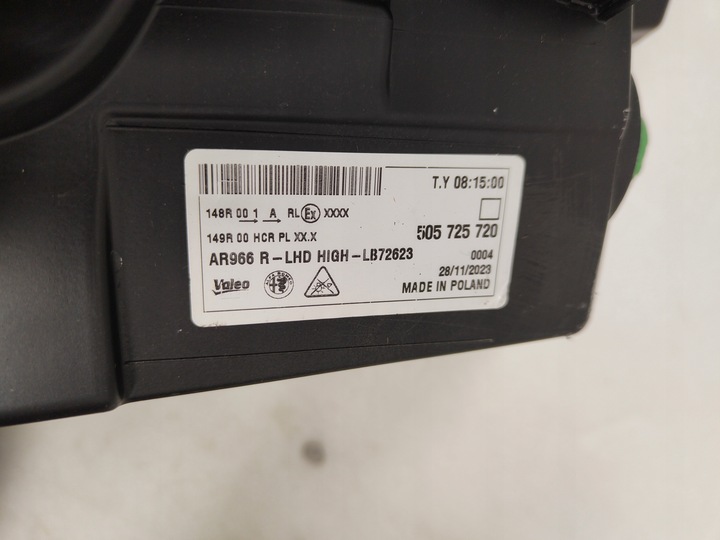 T.Y 08:15:00
148R 00 1 A RL Ex XXXX
149R 00 HCR PL XX.X
505 725 720
AR966 R-LHD HIGH-LB72623
0004
28/11/2023
Valeo
MADE IN POLAND